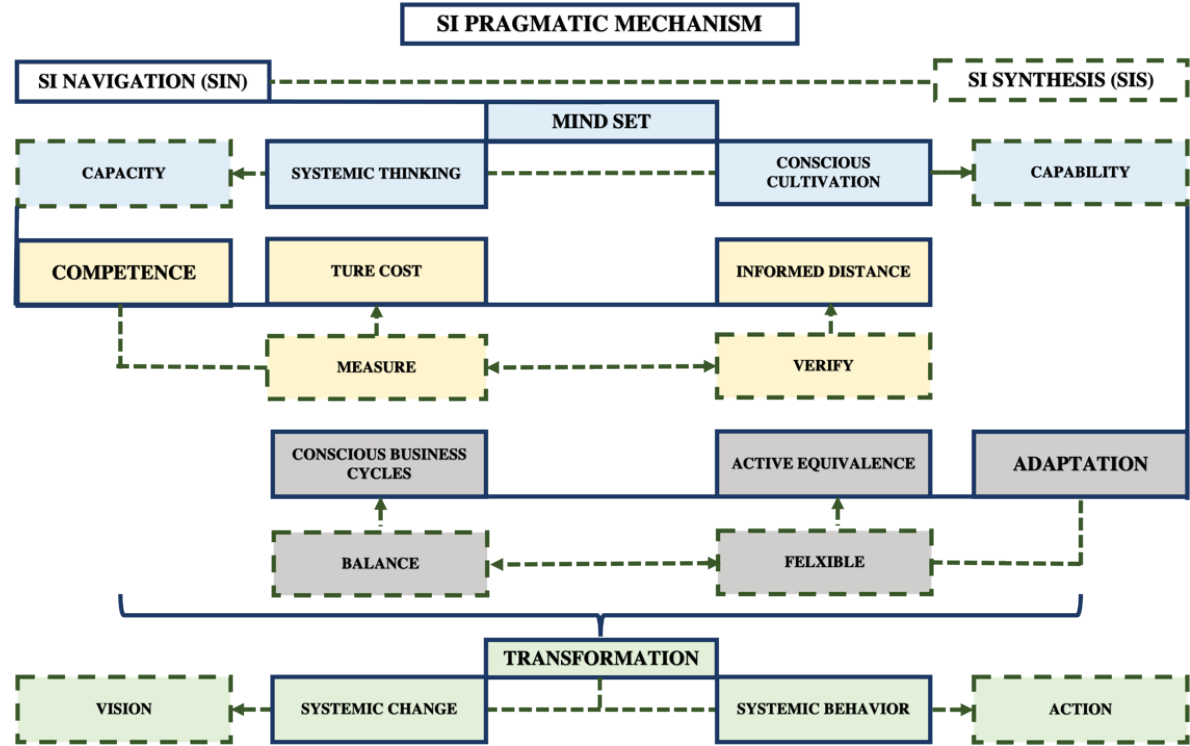 SI PRAGMATIC MECHANISM
SI NAVIGATION (SIN)
SI SYNTHESIS (SIS)
MIND SET
CAPACITY
SYSTEMIC THINKING
CONSCIOUS
CULTIVATION
CAPABILITY
COMPETENCE
TURE COST
INFORMED DISTANCE
MEASURE
VERIFY
CONSCIOUS BUSINESS
CYCLES
ACTIVE EQUIVALENCE
ADAPTATION
BALANCE
FELXIBLE
TRANSFORMATION
VISION
SYSTEMIC CHANGE
SYSTEMIC BEHAVIOR
ACTION